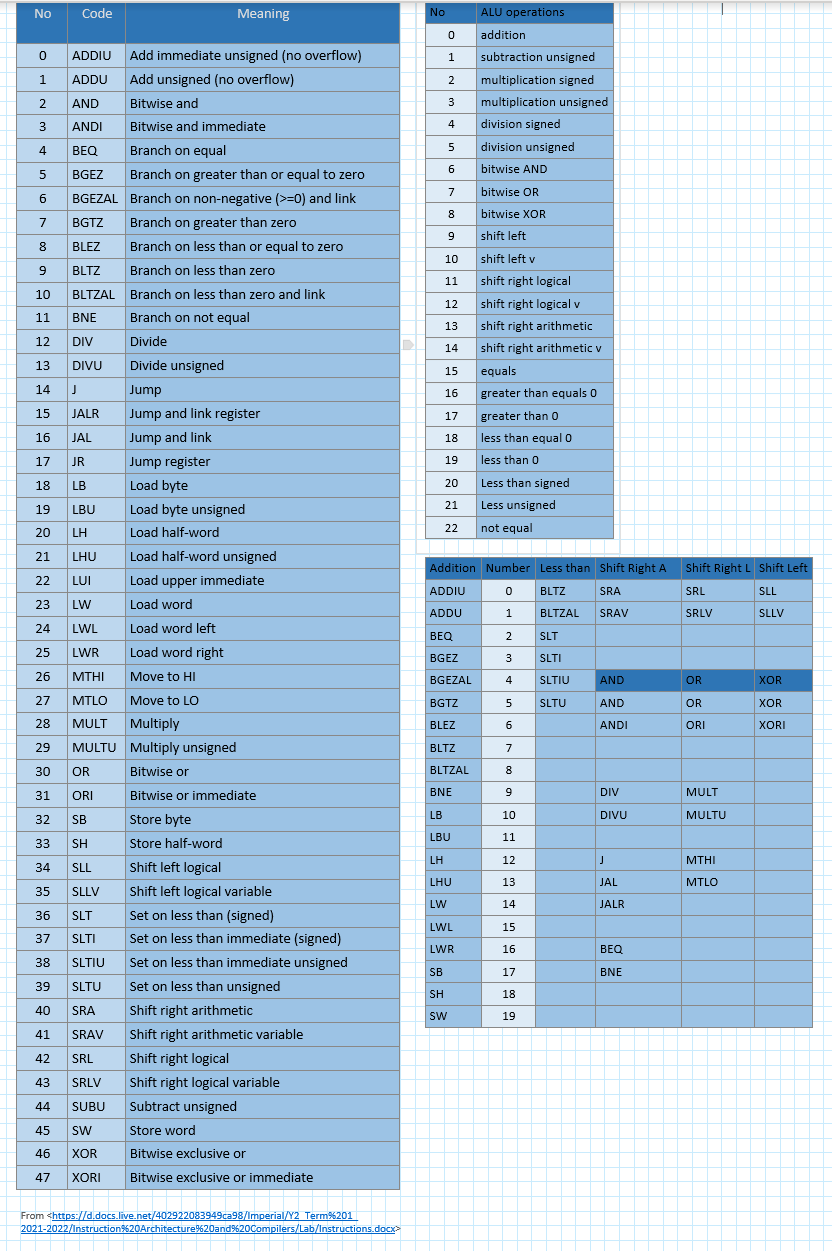 No Code Meaning
0 ADDIU Add immediate unsigned (no overflow)
1 ADDU Add unsigned (no overflow)
2 AND Bitwise and
3 ANDI Bitwise and immediate
4 BEQ Branch on equal
5 BGEZ Branch on greater than or equal to zero
6 BGEZAL Branch on non-negative (>=0) and link
7 BGTZ Branch on greater than zero
8 BLEZ Branch on less than or equal to zero
9 BLTZ Branch on less than zero
10 BLTZAL Branch on less than zero and link
11 BNE Branch on not equal
12 DIV Divide
13 DIVU Divide unsigned
14 J Jump
15 JALR Jump and link register
16 JAL Jump and link
17 JR Jump register
18 LB Load byte
19 LBU Load byte unsigned
20 LH Load half-word
21 LHU Load half-word unsigned
22 LUI Load upper immediate
23 LW Load word
24 LWL Load word left
25 LWR Load word right
26 MTHI Move to HI
27 MTLO Move to LO
28 MULT Multiply
29 MULTU Multiply unsigned
30 OR Bitwise or
31 ORI Bitwise or immediate
32 SB Store byte
33 SH Store half-word
34 SLL Shift left logical
35 SLLV Shift left logical variable
36 SLT Set on less than (signed)
37 SLTI Set on less than immediate (signed)
38 SLTIU Set on less than immediate unsigned
39 SLTU Set on less than unsigned
40 SRA Shift right arithmetic
41 SRAV Shift right arithmetic variable
42 SRL Shift right logical
43 SRLV Shift right logical variable
44 SUBU Subtract unsigned
45 SW Store word
46 XOR Bitwise exclusive or
47 XORI Bitwise exclusive or immediate
From <https://d.docs.live.net/402922083949ca98/Imperial/Y2_Term%201_
2021-2022/Instruction%20Architecture%20and%20Compilers/Lab/Instructions.docx>
No ALU operations
0 addition
1 subtraction unsigned
2 multiplication signed
3 multiplication unsigned
4 division signed
5 division unsigned
6 bitwise AND
7 bitwise OR
8 bitwise XOR
9 shift left
10 shift left v
11 shift right logical
12 shift right logical v
13 shift right arithmetic
14 shift right arithmetic v
15 equals
16 greater than equals 0
17 greater than 0
18 less than equal 0
19 less than 0
20 Less than signed
21 Less unsigned
22 not equal
Addition Number Less than Shift Right A Shift Right L Shift Left
ADDIU 0 BLTZ SRA SRL SLL
ADDU 1 BLTZAL SRAV SRLV SLLV
BEQ 2 SLT
BGEZ 3 SLTI
BGEZAL 4 SLTIU AND OR XOR
BGTZ 5 SLTU AND OR XOR
BLEZ 6 ANDI ORI XORI
BLTZ 7
BLTZAL 8
BNE 9 DIV MULT
LB 10 DIVU MULTU
LBU 11
LH 12 J MTHI
LHU 13 JAL MTLO
LW 14 JALR
LWL 15
LWR 16 BEQ
SB 17 BNE
SH 18
SW 19